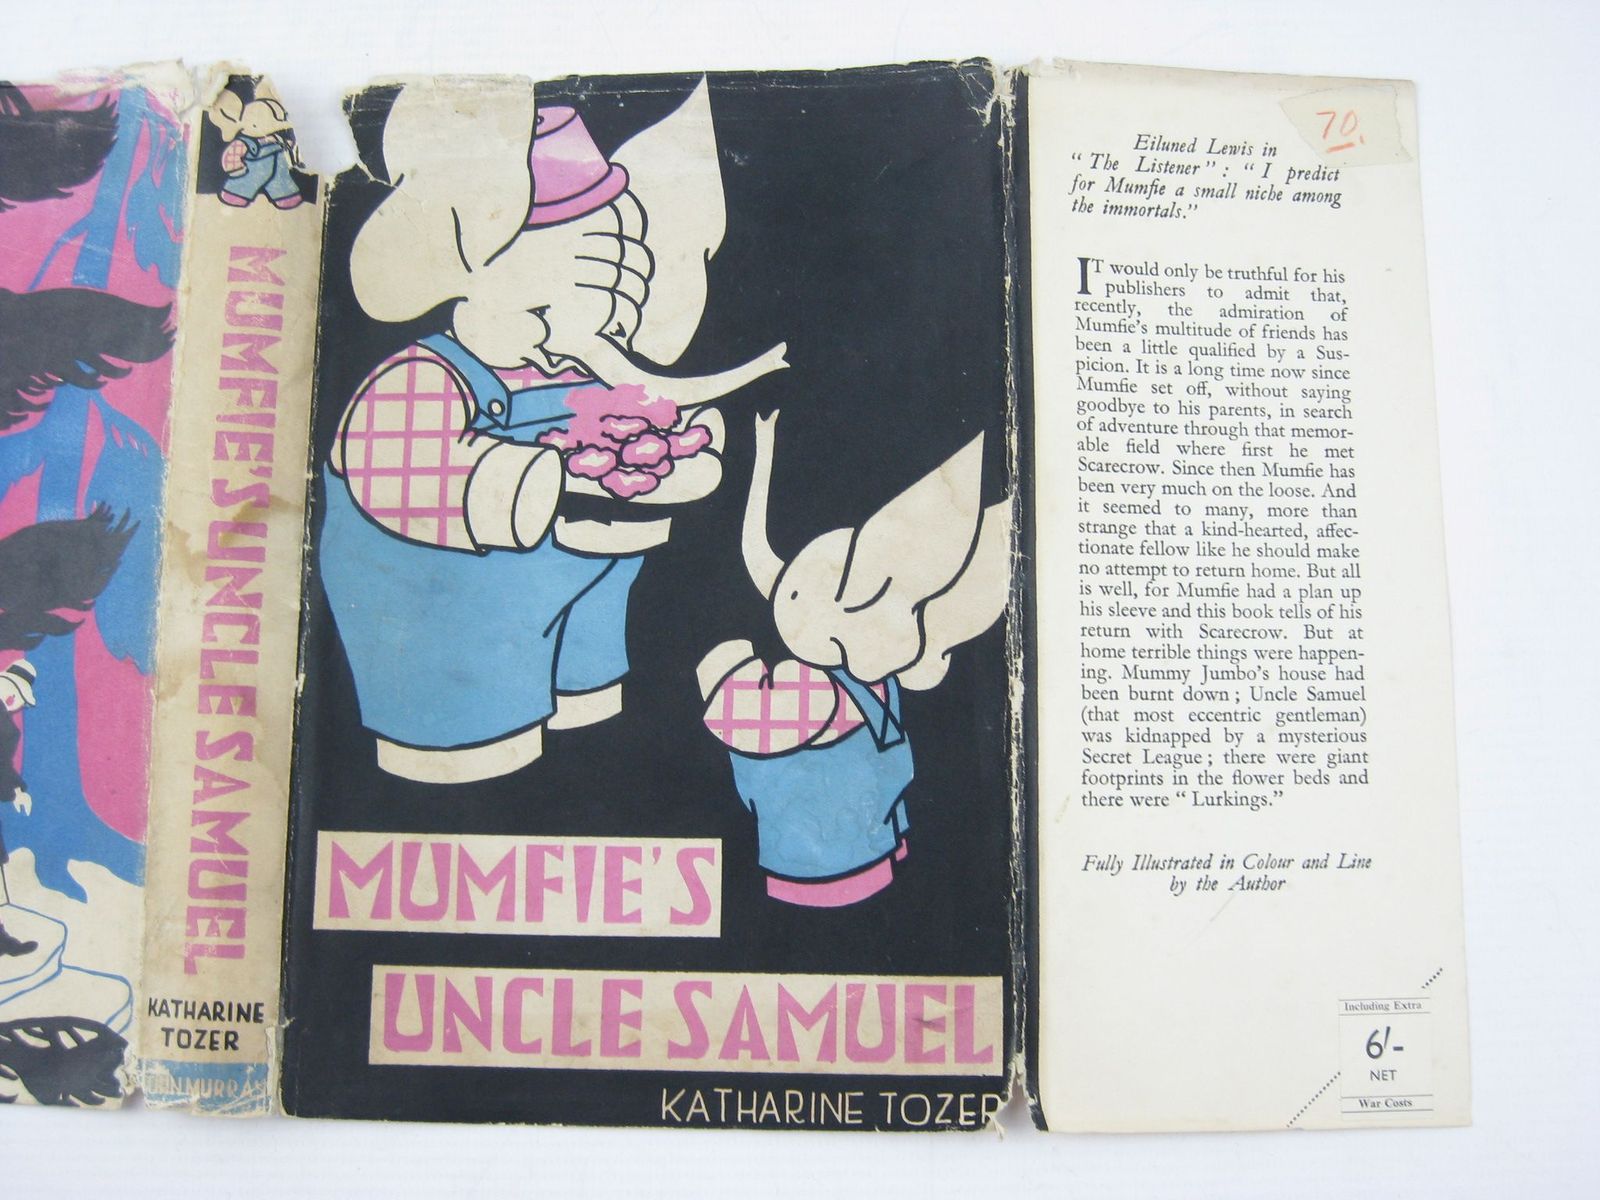 MUMFIE'S UNCLE SAMUEL
KATHARINE
TOZER
JOHN MURRAY
MUMFIE'S
UNCLE SAMUEL
KATHARINE TOZER
70.
Eiluned Lewis in
“ The Listener ” : “ I predict
for Mumfie a small niche among
the immortals.”
IT would only be truthful for his
publishers to admit that,
recently, the admiration of
Mumfie's multitude of friends has
been a little qualified by a Sus-
picion. It is a long time now since
Mumfie set off, without saying
goodbye to his parents, in search
of adventure through that memor-
able field where first he met
Scarecrow. Since then Mumfie has
been very much on the loose. And
it seemed to many, more than
strange that a kind-hearted, affec-
tionate fellow like he should make
no attempt to return home. But all
is well, for Mumfie had a plan up
his sleeve and this book tells of his
return with Scarecrow. But at
home terrible things were happen-
ing. Mummy Jumbo's house had
been burnt down ; Uncle Samuel
(that most eccentric gentleman)
was kidnapped by a mysterious
Secret League ; there were giant
footprints in the flower beds and
there were “ Lurkings.”
Fully Illustrated in Colour and Line
by the Author
Including Extra
6/-
NET
War Costs